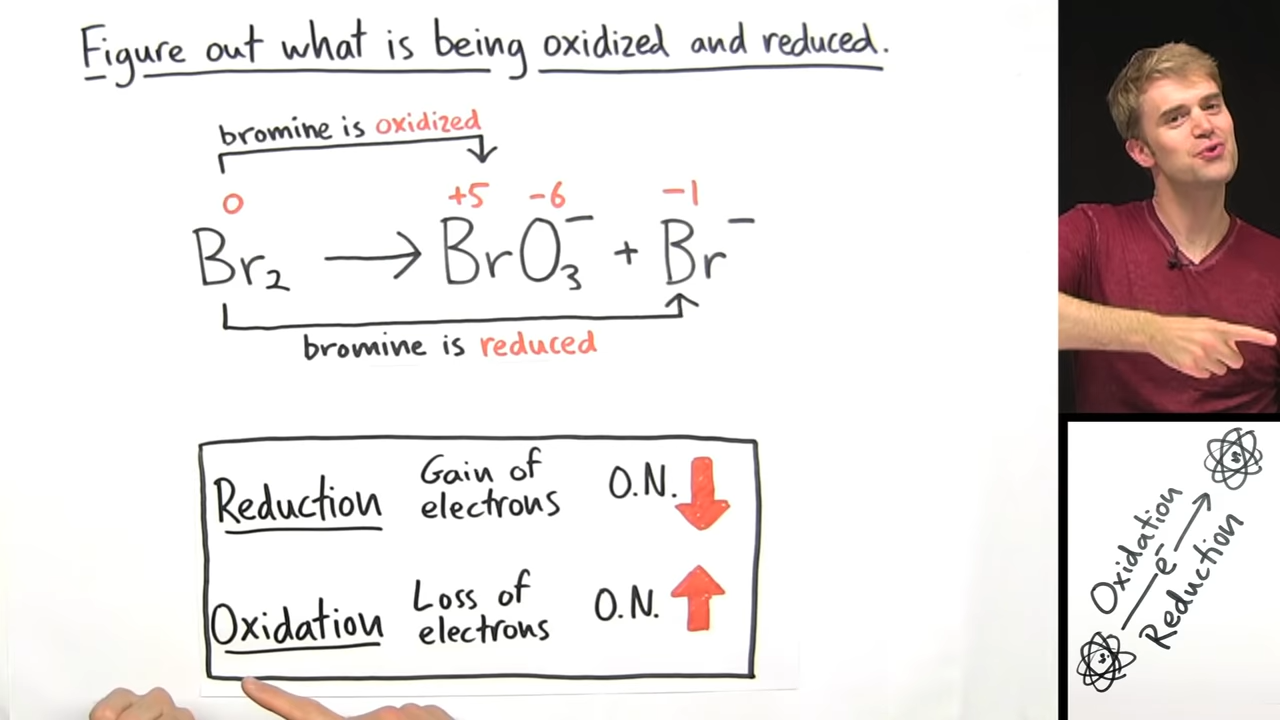 Figure out what is being oxidized and reduced.
bromine is oxidized
0 +5 -6 -1
Br₂ → BrO₃⁻ + Br⁻
bromine is reduced
Reduction Gain of electrons O.N. ↓
Oxidation Loss of electrons O.N. ↑
Oxidation
e⁻
Reduction